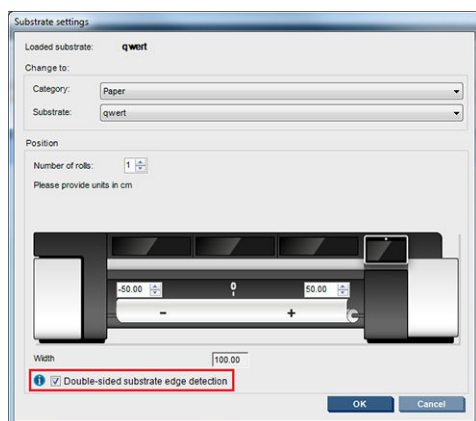 Substrate settings
Loaded substrate: qwert
Change to:
Category: Paper
Substrate: qwert
Position
Number of rolls: 1
Please provide units in cm
-50.00 0 50.00
- +
Width 100.00
Double-sided substrate edge detection
OK Cancel